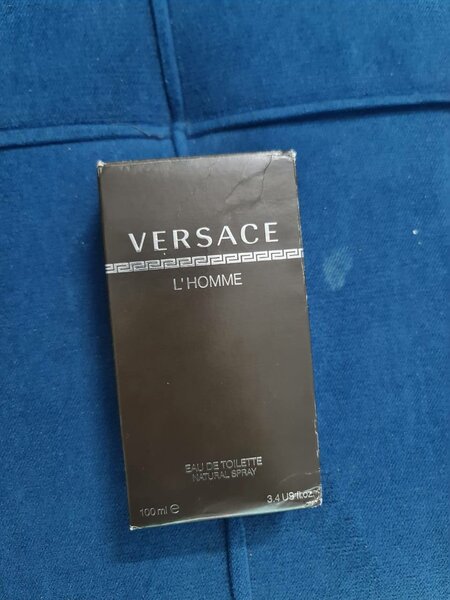 VERSACE
L'HOMME
EAU DE TOILETTE
NATURAL SPRAY
100 ml ℮ 3.4 US fl.oz.